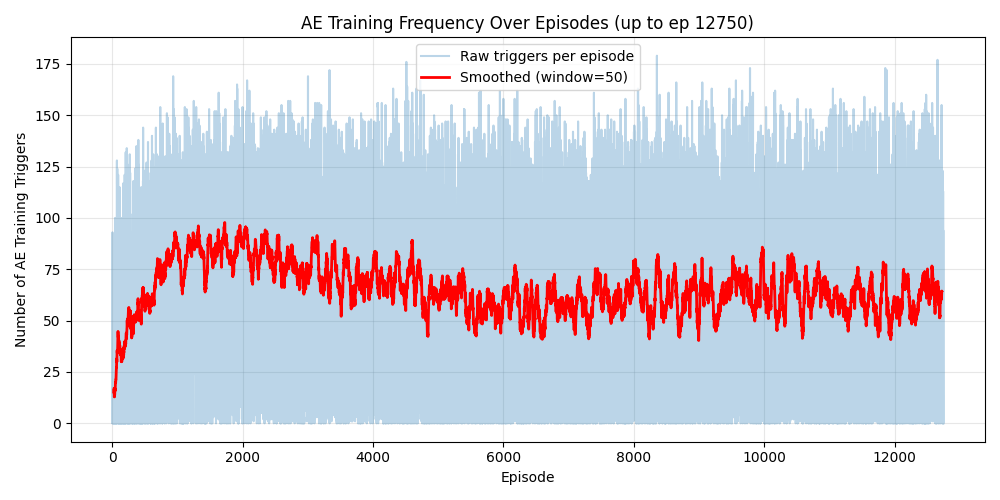 AE Training Frequency Over Episodes (up to ep 12750)
Raw triggers per episode
Smoothed (window=50)
Number of AE Training Triggers
175
150
125
100
75
50
25
0
0 2000 4000 6000 8000 10000 12000
Episode